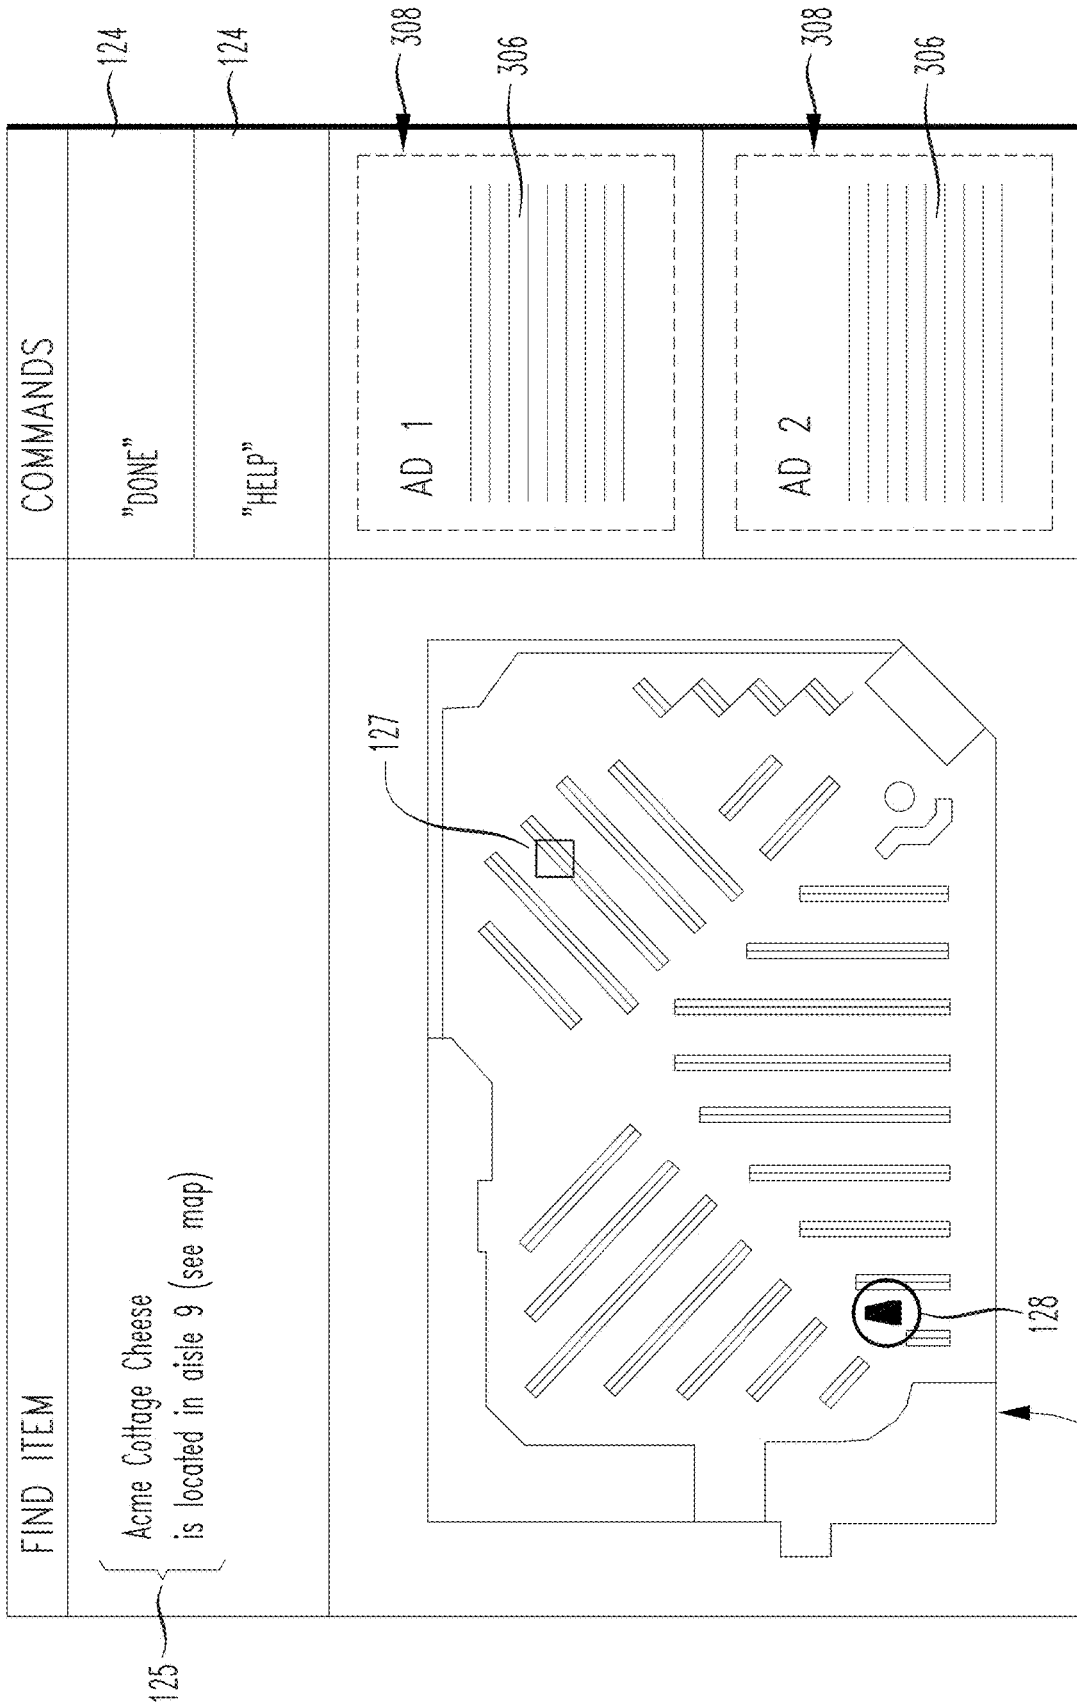 FIND ITEM
COMMANDS
125
Acme Cottage Cheese
is located in aisle 9 (see map)
"DONE"
124
"HELP"
124
127
128
AD 1
308
306
AD 2
308
306